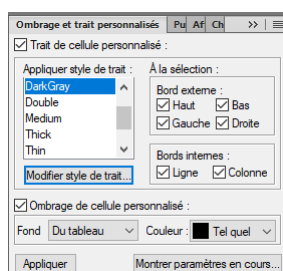 Ombrage et trait personnalisés Pu Af Ch >>
Trait de cellule personnalisé :
Appliquer style de trait : À la sélection :
DarkGray
Double
Medium
Thick
Thin
Modifier style de trait...
Bord externe :
Haut Bas
Gauche Droite
Bords internes :
Ligne Colonne
Ombrage de cellule personnalisé :
Fond Du tableau Couleur : Tel quel
Appliquer Montrer paramètres en cours...